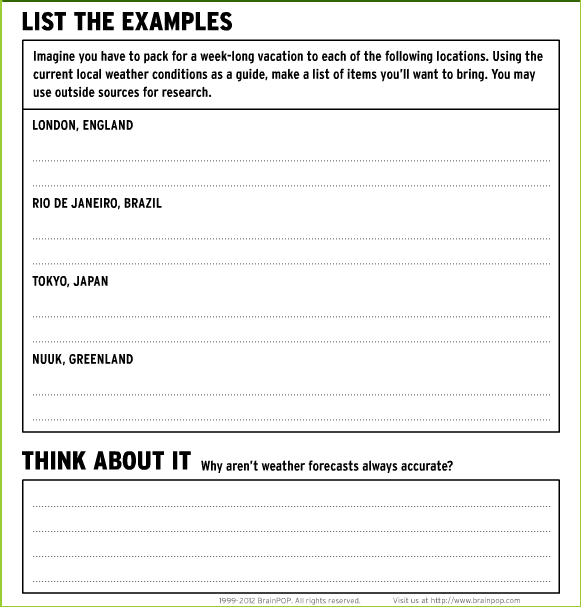 LIST THE EXAMPLES
Imagine you have to pack for a week-long vacation to each of the following locations. Using the
current local weather conditions as a guide, make a list of items you'll want to bring. You may
use outside sources for research.
LONDON, ENGLAND
RIO DE JANEIRO, BRAZIL
TOKYO, JAPAN
NUUK, GREENLAND
THINK ABOUT IT Why aren't weather forecasts always accurate?
1999-2012 BrainPOP. All rights reserved. Visit us at http://www.brainpop.com